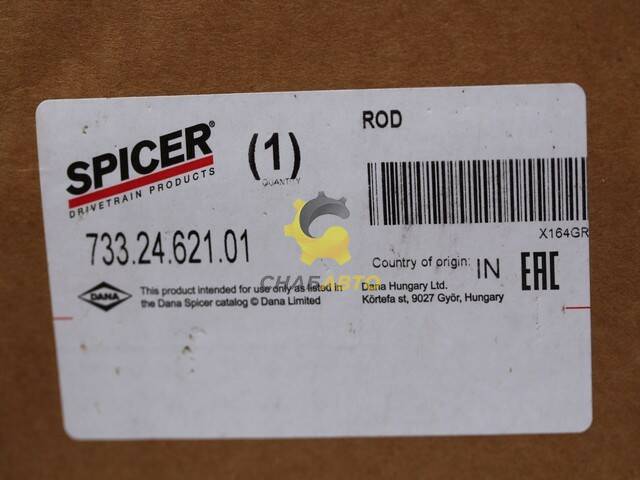 SPICER®
DRIVETRAIN PRODUCTS
(1)
QUANTITY
ROD
X164GR
733.24.621.01
СНАБАВТО
Country of origin: IN
EAC
DANA
This product intended for use only as listed in
the Dana Spicer catalog © Dana Limited
Dana Hungary Ltd.
Körtefa st, 9027 Győr, Hungary